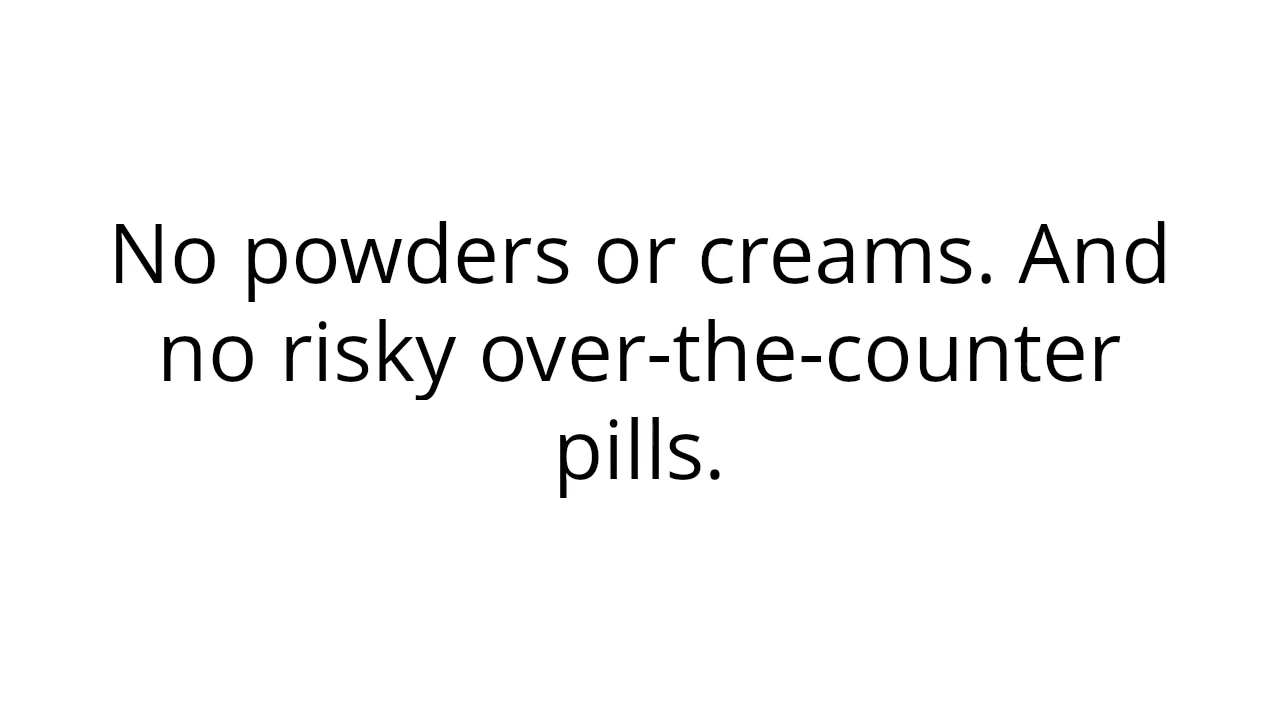 No powders or creams. And
no risky over-the-counter
pills.